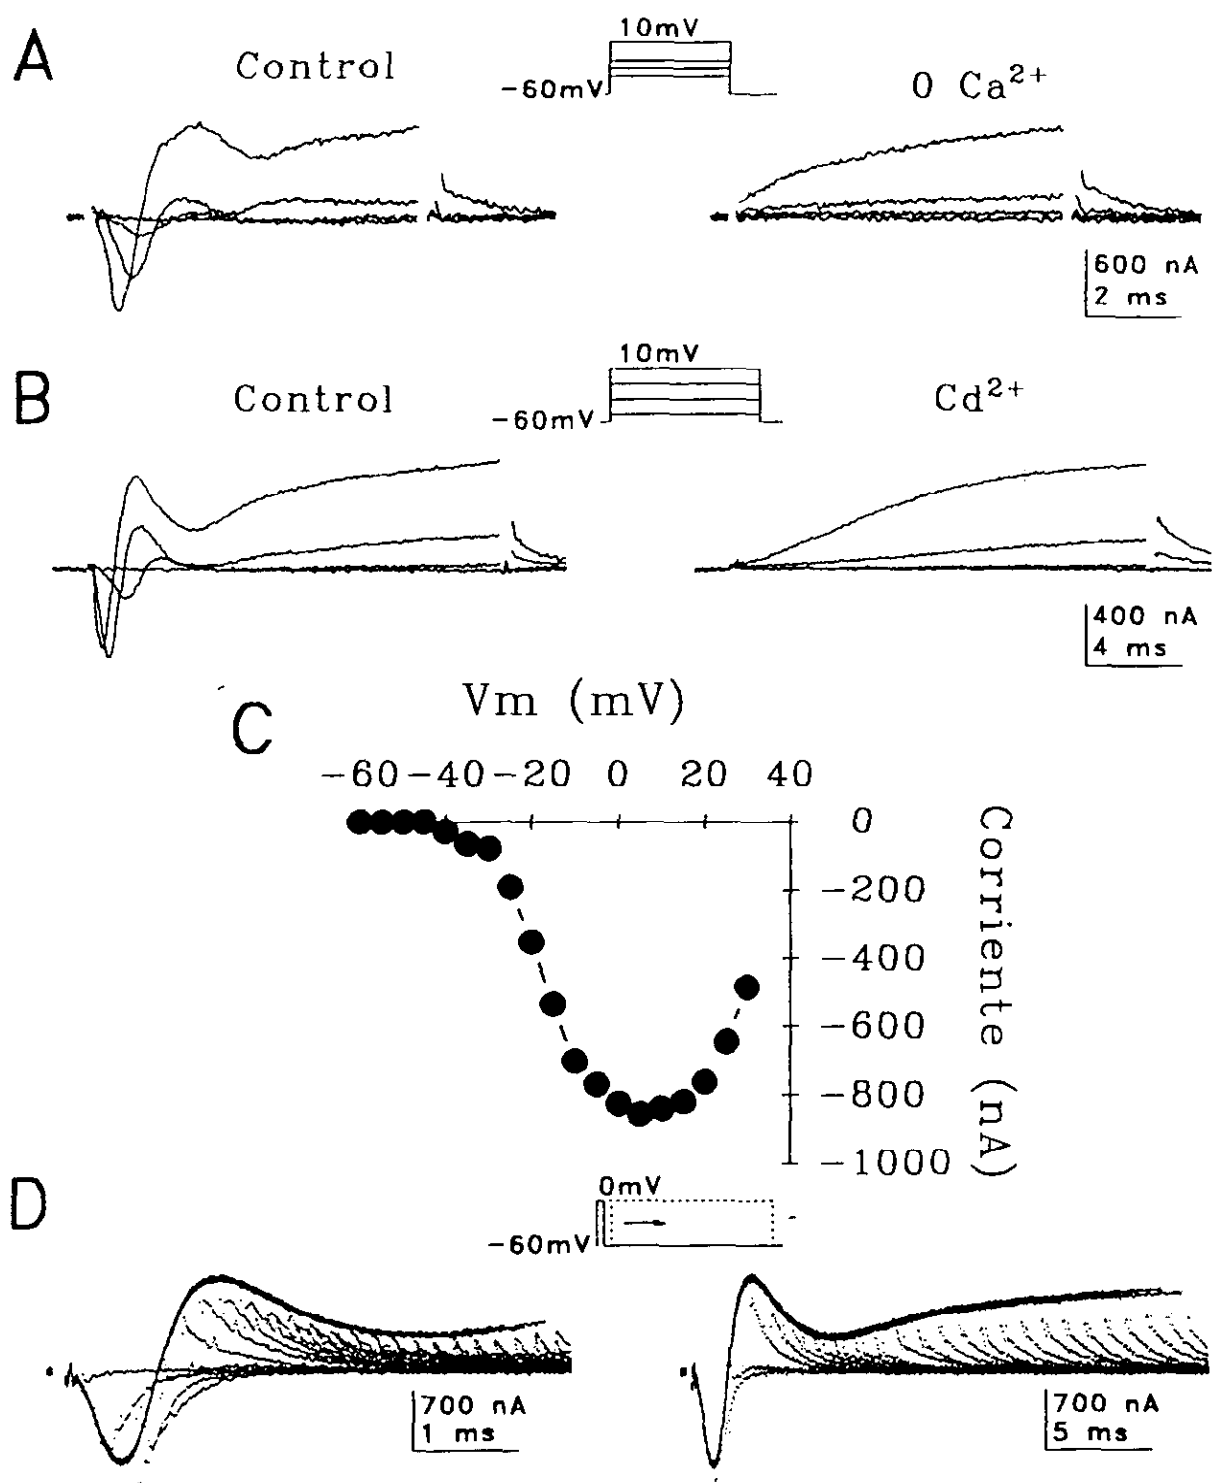 A
Control
10mV
-60mV
O Ca²⁺
600 nA
2 ms
B
Control
10mV
-60mV
Cd²⁺
400 nA
4 ms
C
Vm (mV)
-60 -40 -20 0 20 40
0
-200
-400
-600
-800
-1000
Corriente (nA)
D
0mV
-60mV
700 nA
1 ms
700 nA
5 ms